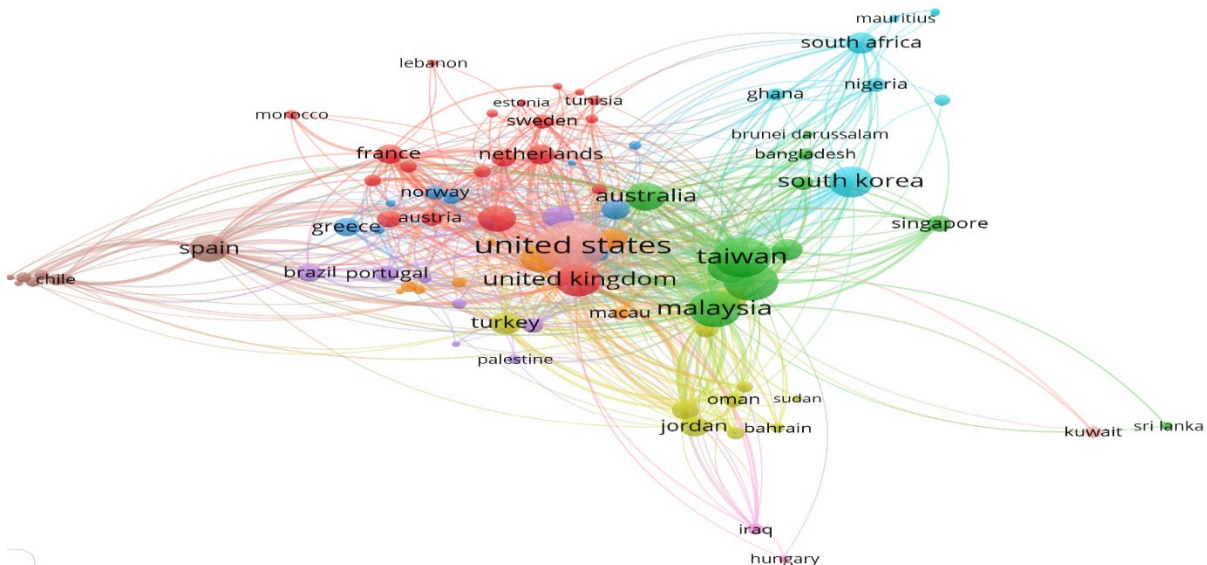 mauritius
south africa
lebanon
nigeria
ghana
estonia
tunisia
morocco
sweden
brunei darussalam
france
netherlands
bangladesh
south korea
norway
australia
greece
austria
singapore
spain
united states
taiwan
brazil
portugal
chile
united kingdom
malaysia
macau
turkey
palestine
oman
sudan
jordan
bahrain
kuwait
sri lanka
iraq
hungary